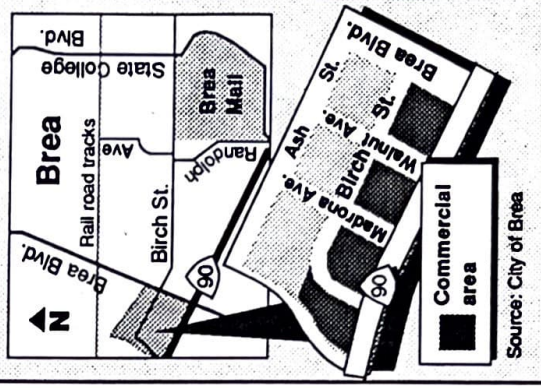 Brea
N
Blvd.
State College
Brea
Mall
Rail road tracks
Ave
Randolph
Birch St.
Brea Blvd.
90
Brea Blvd.
St.
Ash
St.
Birch
Walnut Ave.
Madrona Ave.
90
Commercial
area
Source: City of Brea